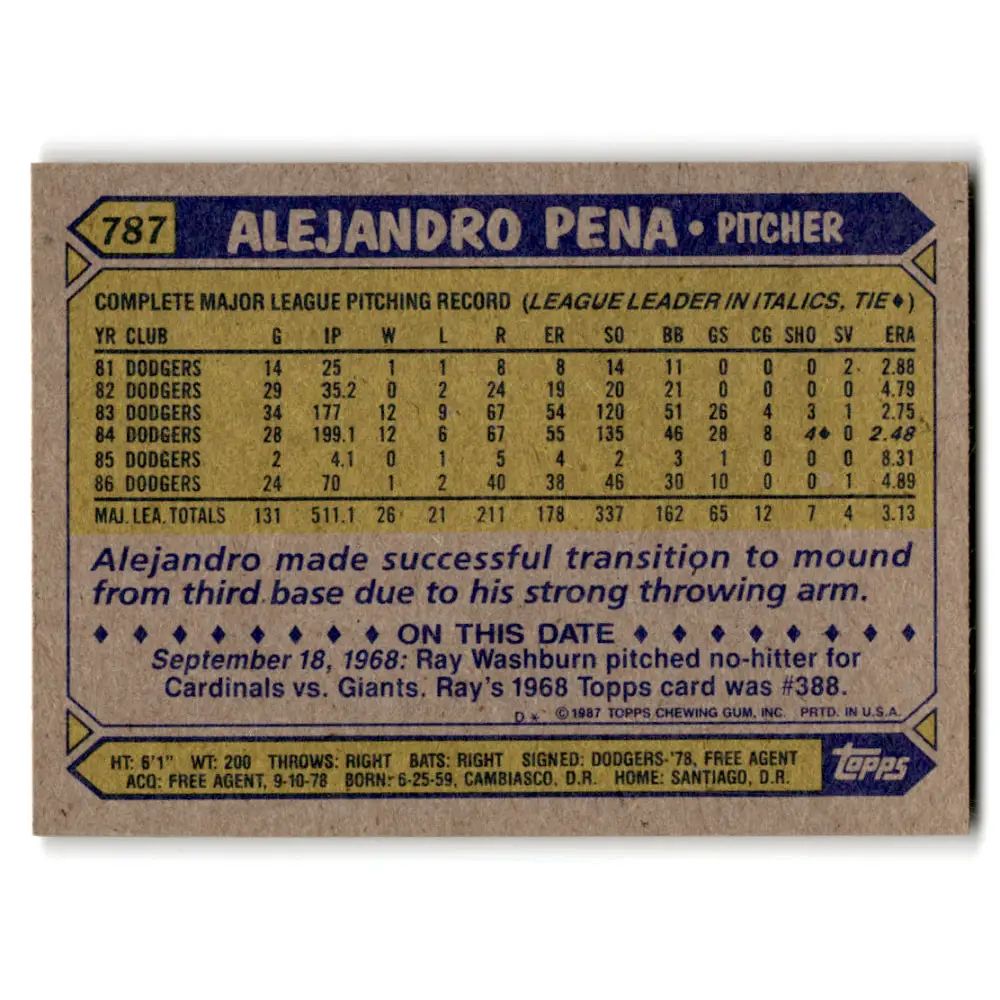 787 ALEJANDRO PENA • PITCHER
COMPLETE MAJOR LEAGUE PITCHING RECORD (LEAGUE LEADER IN ITALICS, TIE♦)
YR CLUB G IP W L R ER SO BB GS CG SHO SV ERA
81 DODGERS 14 25 1 1 8 8 14 11 0 0 0 2 2.88
82 DODGERS 29 35.2 0 2 24 19 20 21 0 0 0 0 4.79
83 DODGERS 34 177 12 9 67 54 120 51 26 4 3 1 2.75
84 DODGERS 28 199.1 12 6 67 55 135 46 28 8 4♦ 0 2.48
85 DODGERS 2 4.1 0 1 5 4 2 3 1 0 0 0 8.31
86 DODGERS 24 70 1 2 40 38 46 30 10 0 0 1 4.89
MAJ. LEA. TOTALS 131 511.1 26 21 211 178 337 162 65 12 7 4 3.13
Alejandro made successful transition to mound
from third base due to his strong throwing arm.
♦ ♦ ♦ ♦ ♦ ♦ ♦ ♦ ON THIS DATE ♦ ♦ ♦ ♦ ♦ ♦ ♦ ♦
September 18, 1968: Ray Washburn pitched no-hitter for
Cardinals vs. Giants. Ray's 1968 Topps card was #388.
D* ©1987 TOPPS CHEWING GUM, INC. PRTD. IN U.S.A.
HT: 6'1" WT: 200 THROWS: RIGHT BATS: RIGHT SIGNED: DODGERS-'78, FREE AGENT
ACQ: FREE AGENT, 9-10-78 BORN: 6-25-59, CAMBIASCO, D.R. HOME: SANTIAGO, D.R.
Topps